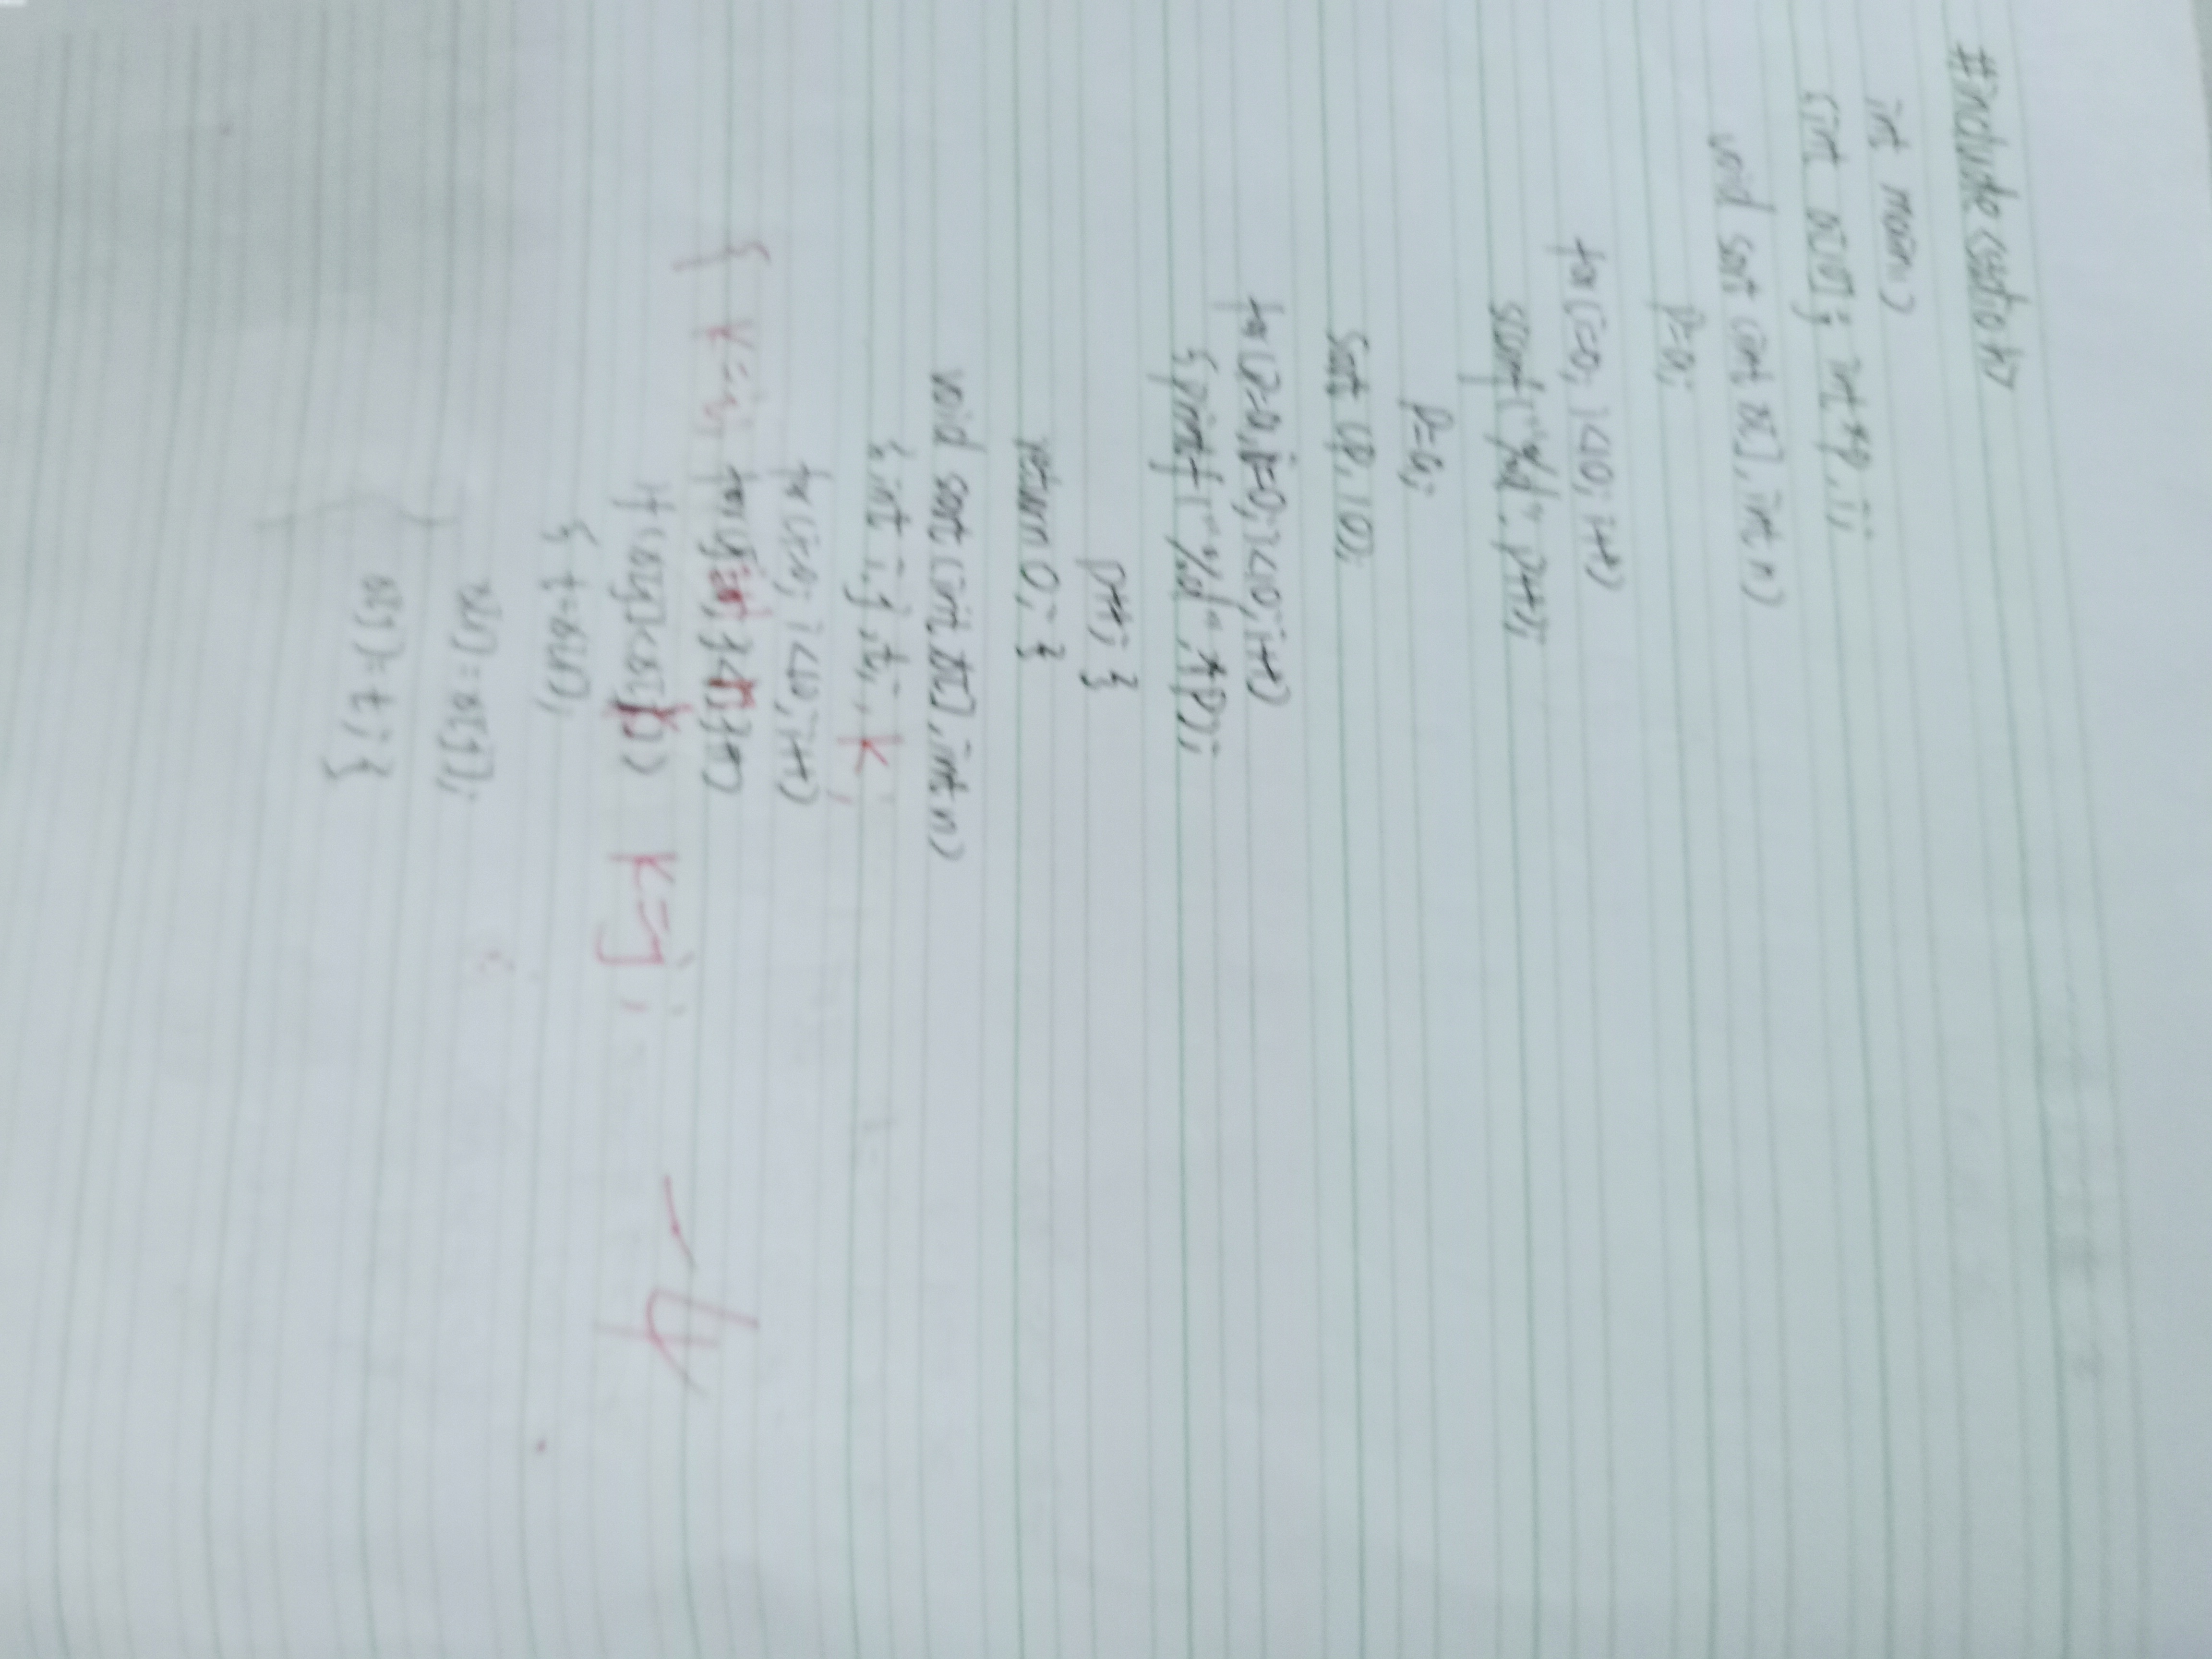 #include <stdio.h>
int main()
{int a[10]; int *p, i;
void sort (int a[], int n)
p=a;
for(i=0; i<10; i++)
scanf("%d", p++);
p=a;
sort (p, 10);
for(p=a, i=0; i<10; i++)
{printf("%d", *p);
p++; }
return 0; }
void sort (int a[], int n)
{int i, j, t; , k;
for(i=0; i<10; i++)
{ k=i; for(j=i+1; j<10; j++)
if(a[j]<a[k]) k=j;
{ t=a[i];
a[i]=a[j];
a[j]=t; }